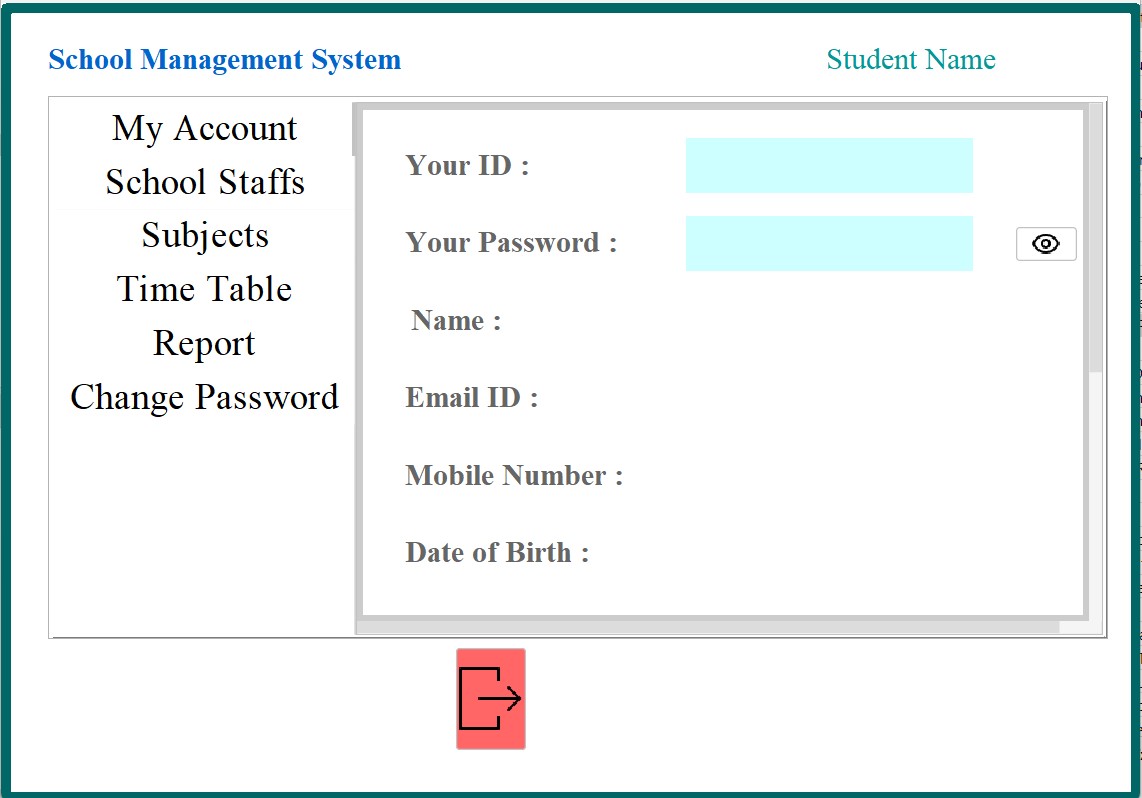 School Management System
Student Name
My Account
School Staffs
Subjects
Time Table
Report
Change Password
Your ID :
Your Password :
Name :
Email ID :
Mobile Number :
Date of Birth :